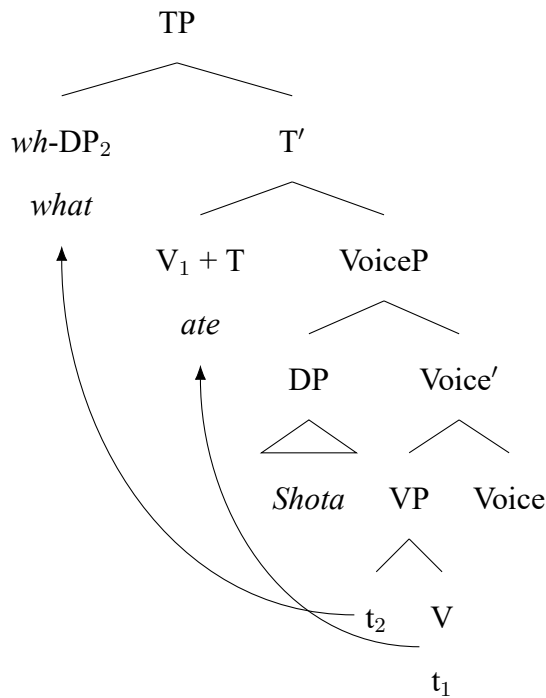 TP
wh-DP₂ T′
what
V₁ + T VoiceP
ate
DP Voice′
Shota VP Voice
t₂ V
t₁